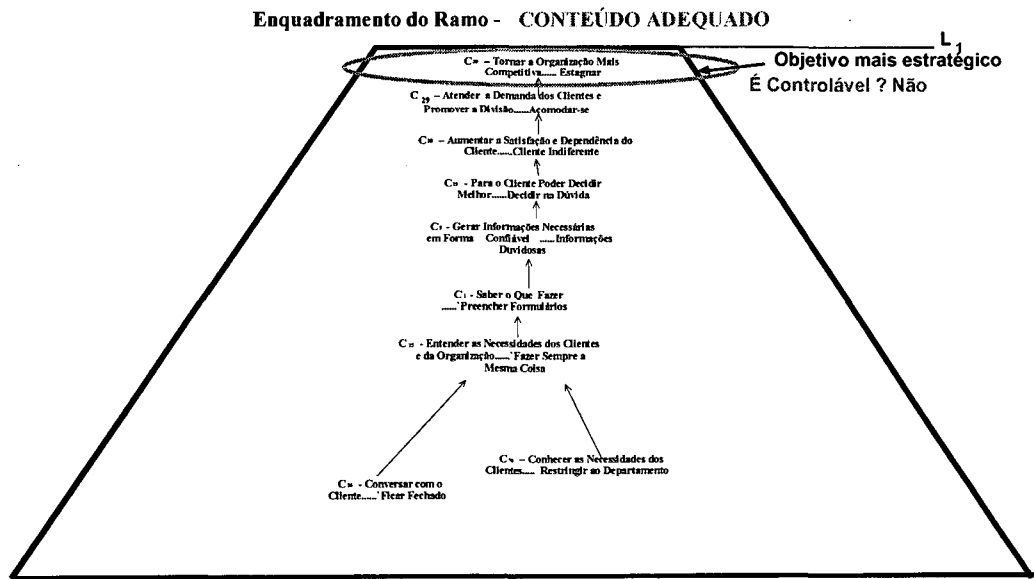 Enquadramento do Ramo - CONTEÚDO ADEQUADO
L1
Objetivo mais estratégico
É Controlável ? Não
– Tornar a Organização Mais
Competitiva...... Estagnar
C 29 – Atender a Demanda dos Clientes e
Promover a Divisão......Acomodar-se
– Aumentar a Satisfação e Dependência do
Cliente.....Cliente Indiferente
- Para o Cliente Poder Decidir
Melhor......Decidir na Dúvida
- Gerar Informações Necessárias
em Forma Confiável ......Informações
Duvidosas
- Saber o Que Fazer
......Preencher Formulários
- Entender as Necessidades dos Clientes
e da Organização......Fazer Sempre a
Mesma Coisa
– Conhecer as Necessidades dos
Clientes..... Restringir ao Departamento
- Conversar com o
Cliente......Ficar Fechado